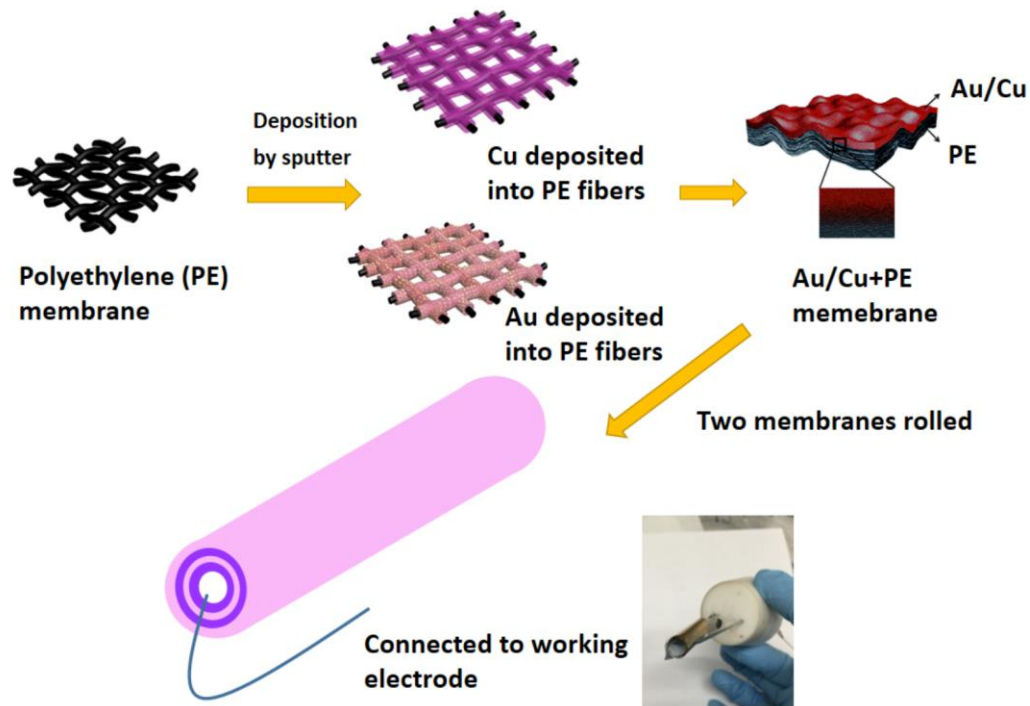 Deposition
by sputter
Polyethylene (PE)
membrane
Cu deposited
into PE fibers
Au deposited
into PE fibers
Au/Cu
PE
Au/Cu+PE
memebrane
Two membranes rolled
Connected to working
electrode